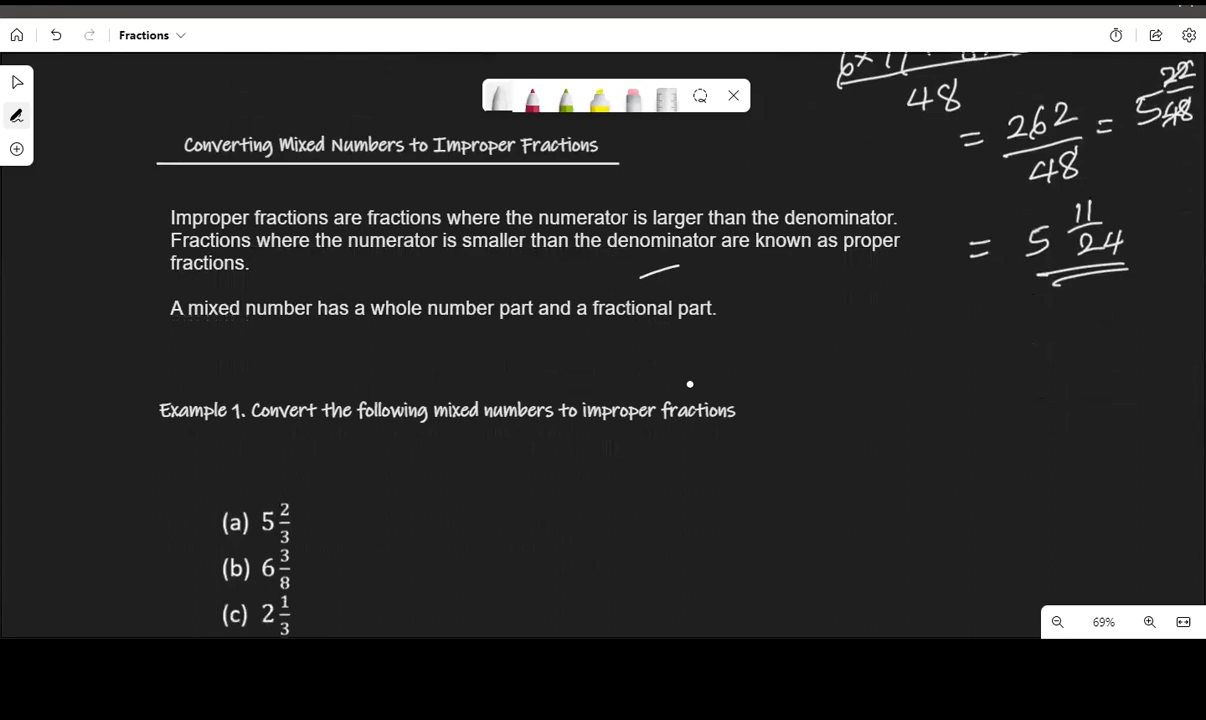 Fractions
48
= 262/48 = 5 22/48
= 5 11/24
Converting Mixed Numbers to Improper Fractions
Improper fractions are fractions where the numerator is larger than the denominator.
Fractions where the numerator is smaller than the denominator are known as proper
fractions.
A mixed number has a whole number part and a fractional part.
Example 1. Convert the following mixed numbers to improper fractions
(a) 5 2/3
(b) 6 3/8
(c) 2 1/3
69%